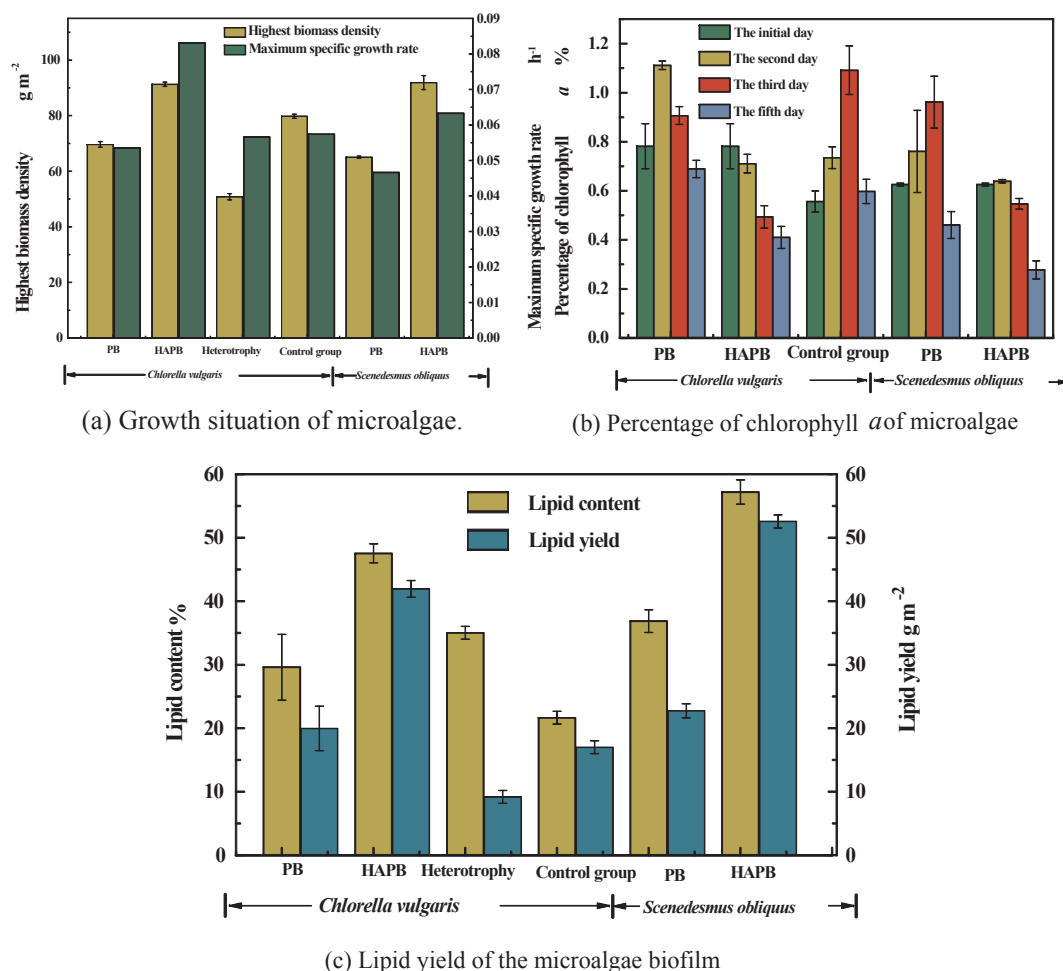 Highest biomass density g m-2
100
80
60
40
20
0
Highest biomass density
Maximum specific growth rate
0.09
0.08
0.07
0.06
0.05
0.04
0.03
0.02
0.01
0.00
Maximum specific growth rate h-1
PB HAPB Heterotrophy Control group PB HAPB
Chlorella vulgaris Scenedesmus obliquus
(a) Growth situation of microalgae.
Percentage of chlorophyll a %
1.2
1.0
0.8
0.6
0.4
0.2
0.0
The initial day
The second day
The third day
The fifth day
PB HAPB Control group PB HAPB
Chlorella vulgaris Scenedesmus obliquus
(b) Percentage of chlorophyll a of microalgae
Lipid content %
60
50
40
30
20
10
0
Lipid content
Lipid yield
60
50
40
30
20
10
0
Lipid yield g m-2
PB HAPB Heterotrophy Control group PB HAPB
Chlorella vulgaris Scenedesmus obliquus
(c) Lipid yield of the microalgae biofilm